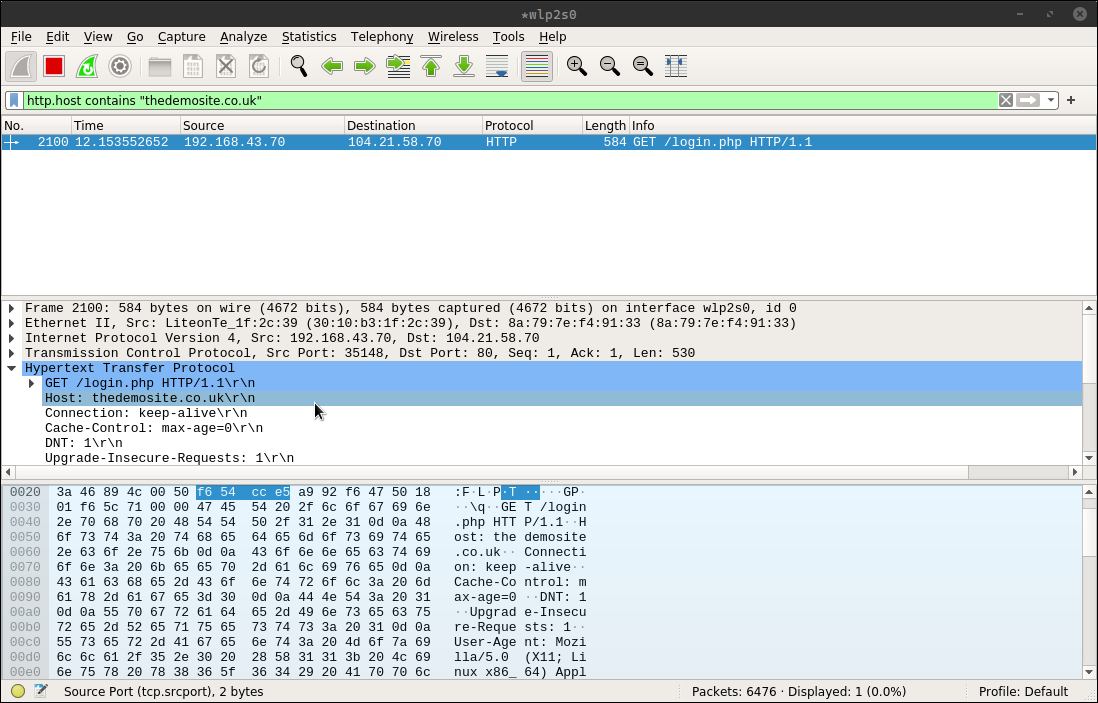 *wlp2s0
File Edit View Go Capture Analyze Statistics Telephony Wireless Tools Help
http.host contains "thedemosite.co.uk"
No. Time Source Destination Protocol Length Info
2100 12.153552652 192.168.43.70 104.21.58.70 HTTP 584 GET /login.php HTTP/1.1
Frame 2100: 584 bytes on wire (4672 bits), 584 bytes captured (4672 bits) on interface wlp2s0, id 0
Ethernet II, Src: LiteonTe_1f:2c:39 (30:10:b3:1f:2c:39), Dst: 8a:79:7e:f4:91:33 (8a:79:7e:f4:91:33)
Internet Protocol Version 4, Src: 192.168.43.70, Dst: 104.21.58.70
Transmission Control Protocol, Src Port: 35148, Dst Port: 80, Seq: 1, Ack: 1, Len: 530
Hypertext Transfer Protocol
GET /login.php HTTP/1.1\r\n
Host: thedemosite.co.uk\r\n
Connection: keep-alive\r\n
Cache-Control: max-age=0\r\n
DNT: 1\r\n
Upgrade-Insecure-Requests: 1\r\n
0020 3a 46 89 4c 00 50 f6 54 cc e5 a9 92 f6 47 50 18 :F·L·P·T ·····GP·
0030 01 f6 5c 71 00 00 47 45 54 20 2f 6c 6f 67 69 6e ··\q··GE T /login
0040 2e 70 68 70 20 48 54 54 50 2f 31 2e 31 0d 0a 48 .php HTT P/1.1··H
0050 6f 73 74 3a 20 74 68 65 64 65 6d 6f 73 69 74 65 ost: the demosite
0060 2e 63 6f 2e 75 6b 0d 0a 43 6f 6e 6e 65 63 74 69 .co.uk·· Connecti
0070 6f 6e 3a 20 6b 65 65 70 2d 61 6c 69 76 65 0d 0a on: keep -alive··
0080 43 61 63 68 65 2d 43 6f 6e 74 72 6f 6c 3a 20 6d Cache-Co ntrol: m
0090 61 78 2d 61 67 65 3d 30 0d 0a 44 4e 54 3a 20 31 ax-age=0 ··DNT: 1
00a0 0d 0a 55 70 67 72 61 64 65 2d 49 6e 73 65 63 75 ··Upgrad e-Insecu
00b0 72 65 2d 52 65 71 75 65 73 74 73 3a 20 31 0d 0a re-Reque sts: 1··
00c0 55 73 65 72 2d 41 67 65 6e 74 3a 20 4d 6f 7a 69 User-Age nt: Mozi
00d0 6c 6c 61 2f 35 2e 30 20 28 58 31 31 3b 20 4c 69 lla/5.0 (X11; Li
00e0 6e 75 78 20 78 38 36 5f 36 34 29 20 41 70 70 6c nux x86_ 64) Appl
Source Port (tcp.srcport), 2 bytes Packets: 6476 · Displayed: 1 (0.0%) Profile: Default